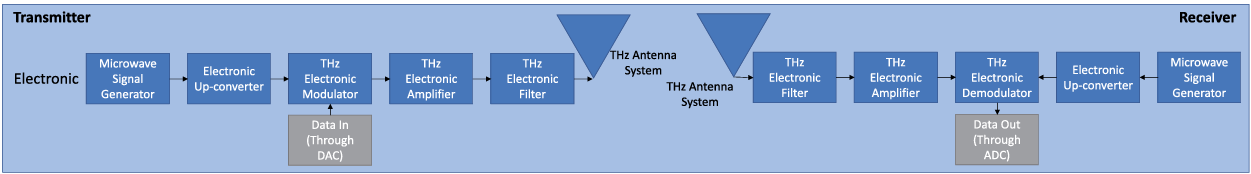 Transmitter
Receiver
Electronic
Microwave
Signal
Generator
Electronic
Up-converter
THz
Electronic
Modulator
Data In
(Through
DAC)
THz
Electronic
Amplifier
THz
Electronic
Filter
THz Antenna
System
THz Antenna
System
THz
Electronic
Filter
THz
Electronic
Amplifier
THz
Electronic
Demodulator
Data Out
(Through
ADC)
Electronic
Up-converter
Microwave
Signal
Generator